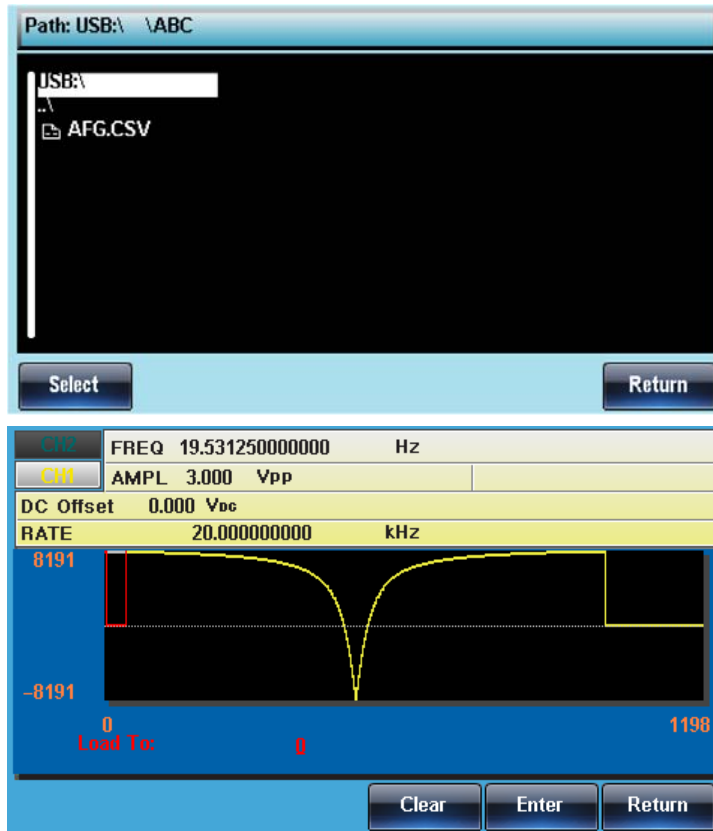 Path: USB:\ \ABC
USB:\
..\
AFG.CSV
Select Return
CH2 FREQ 19.531250000000 Hz
CH1 AMPL 3.000 Vpp
DC Offset 0.000 VDC
RATE 20.000000000 kHz
8191
-8191
0 1198
Load To: 0
Clear Enter Return